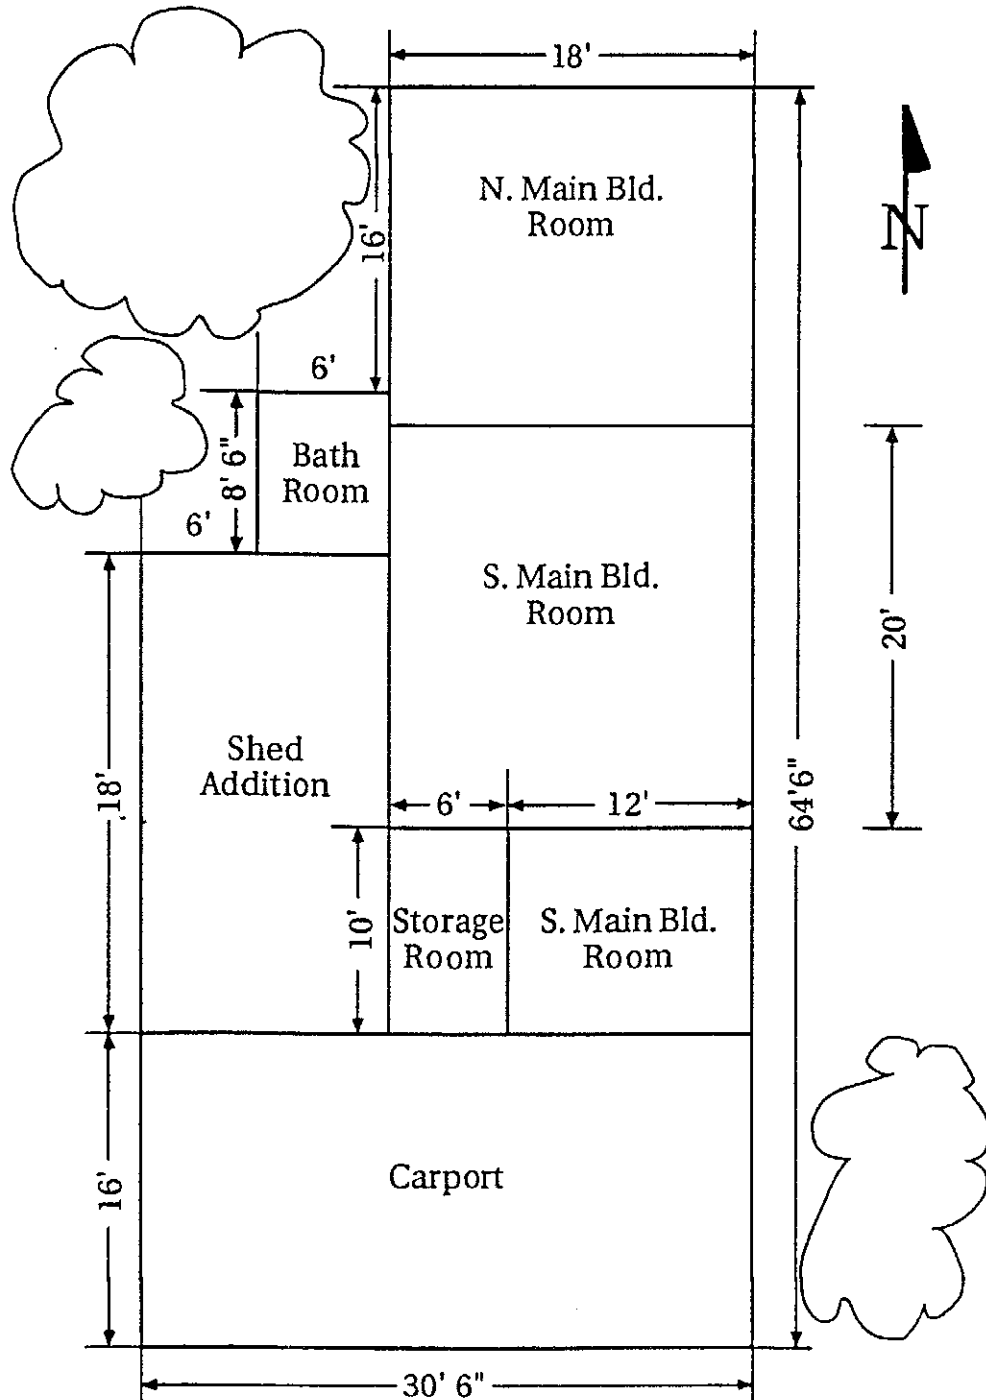 18'
N. Main Bld.
Room
N
16'
6'
8' 6"
Bath
Room
6'
S. Main Bld.
Room
20'
Shed
Addition
18'
6'
12'
64'6"
10'
Storage
Room
S. Main Bld.
Room
Carport
16'
30' 6"